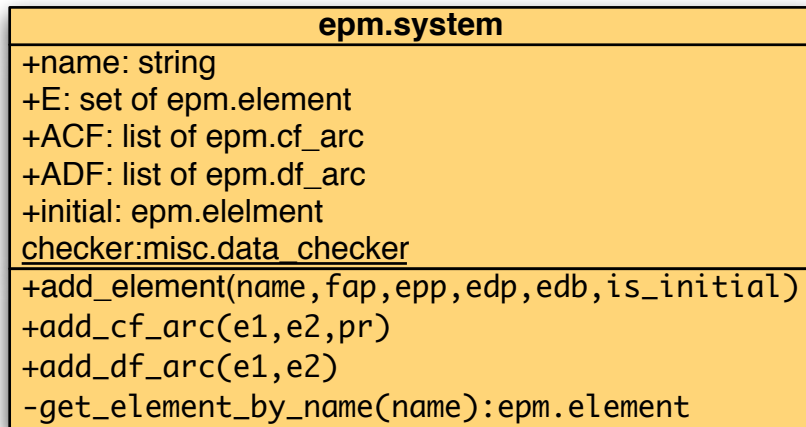 epm.system
+name: string
+E: set of epm.element
+ACF: list of epm.cf_arc
+ADF: list of epm.df_arc
+initial: epm.elelment
checker:misc.data_checker
+add_element(name,fap,epp,edp,edb,is_initial)
+add_cf_arc(e1,e2,pr)
+add_df_arc(e1,e2)
-get_element_by_name(name):epm.element